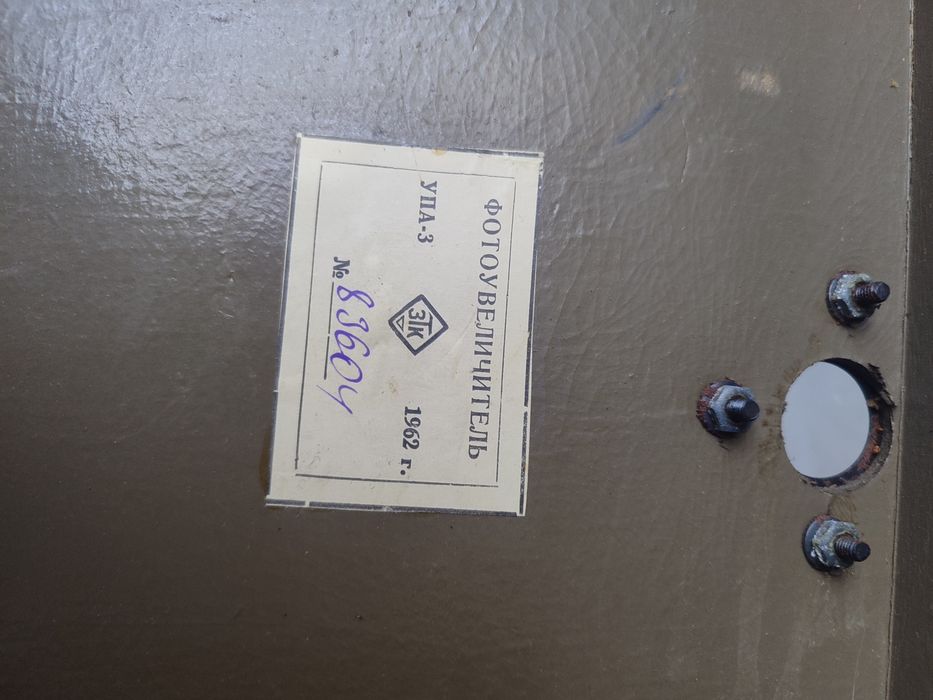 ФОТОУВЕЛИЧИТЕЛЬ
УПА-3 ЗТК 1962 г.
№ 83604